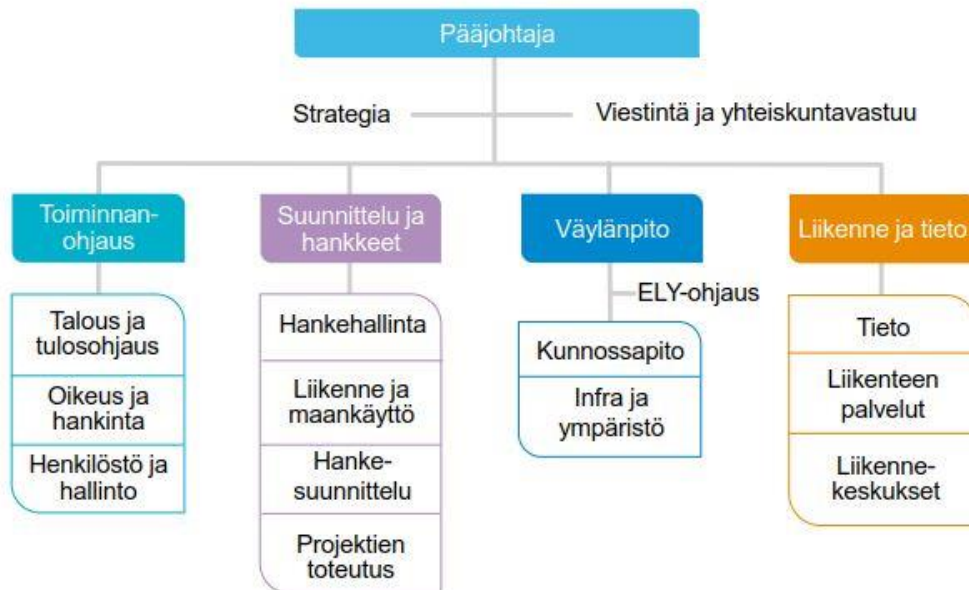 Pääjohtaja
Strategia
Viestintä ja yhteiskuntavastuu
Toiminnan-
ohjaus
Talous ja
tulosohjaus
Oikeus ja
hankinta
Henkilöstö ja
hallinto
Suunnittelu ja
hankkeet
Hankehallinta
Liikenne ja
maankäyttö
Hanke-
suunnittelu
Projektien
toteutus
Väylänpito
ELY-ohjaus
Kunnossapito
Infra ja
ympäristö
Liikenne ja tieto
Tieto
Liikenteen
palvelut
Liikenne-
keskukset